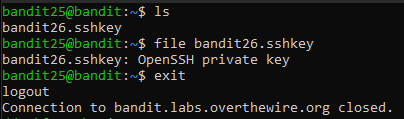 bandit25@bandit:~$ ls
bandit26.sshkey
bandit25@bandit:~$ file bandit26.sshkey
bandit26.sshkey: OpenSSH private key
bandit25@bandit:~$ exit
logout
Connection to bandit.labs.overthewire.org closed.